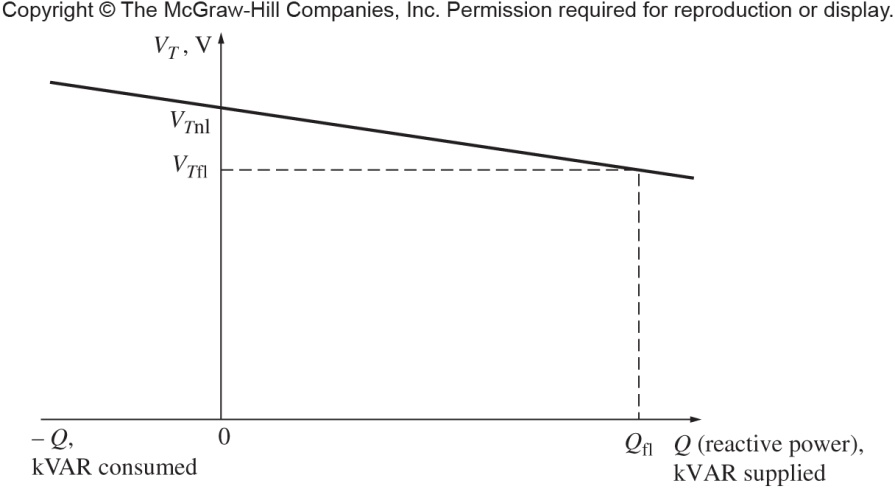 Copyright © The McGraw-Hill Companies, Inc. Permission required for reproduction or display.
V_T, V
V_Tnl
V_Tfl
– Q,
kVAR consumed
0
Q_fl
Q (reactive power),
kVAR supplied